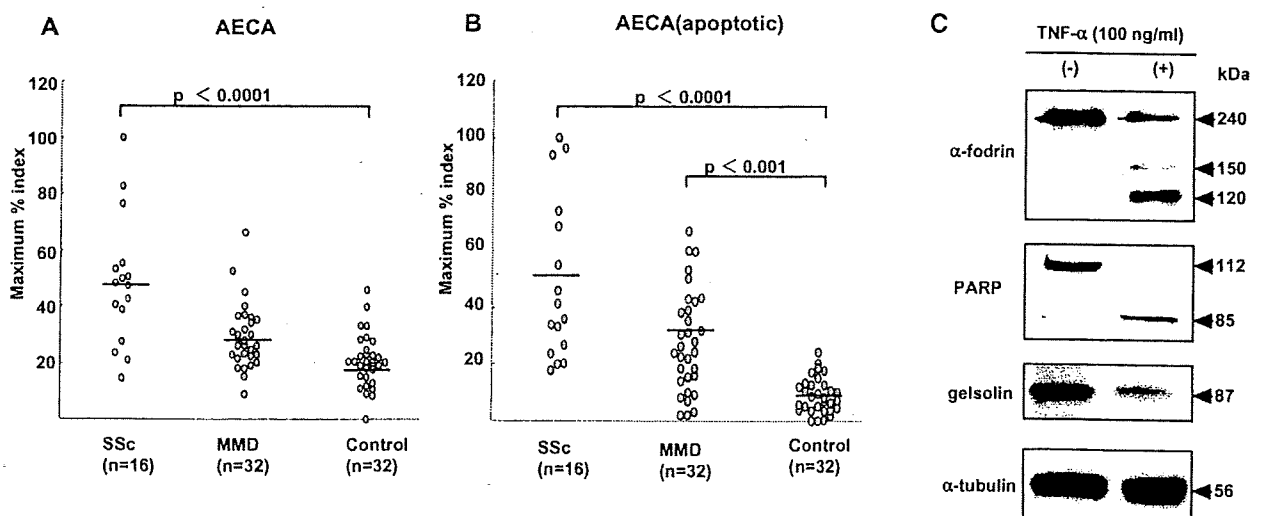 A
AECA
Maximum % index
120
100
80
60
40
20
p < 0.0001
SSc
(n=16)
MMD
(n=32)
Control
(n=32)
B
AECA(apoptotic)
Maximum % index
120
100
80
60
40
20
p < 0.0001
p < 0.001
SSc
(n=16)
MMD
(n=32)
Control
(n=32)
C
TNF-α (100 ng/ml)
(-) (+) kDa
α-fodrin
240
150
120
PARP
112
85
gelsolin
87
α-tubulin
56